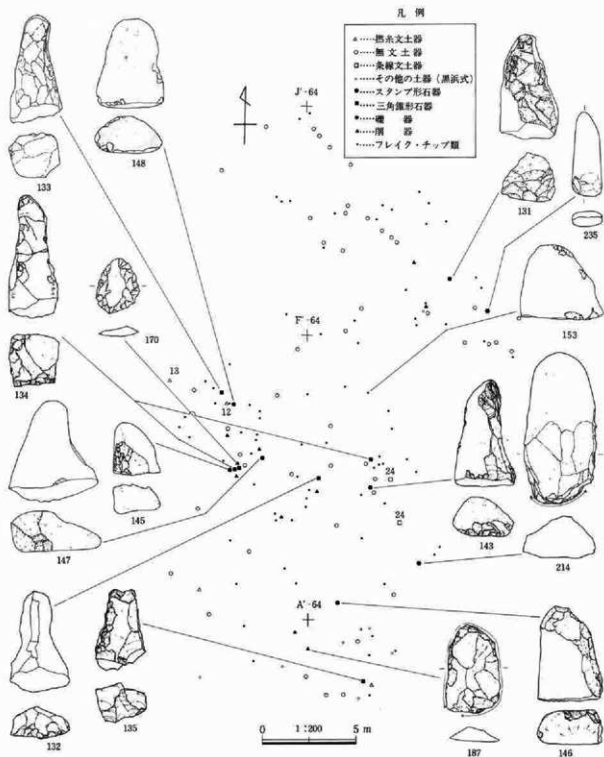 凡例
▲……撚糸文土器
○……無文土器
□……条線文土器
-……その他の土器(黒浜式)
●……スタンプ形石器
■……三角錐形石器
●……礫器
▲……削器
・……フレイク・チップ類
J'-64
133
148
131
235
153
F-64
134
170
13
12
24
24
147
145
143
214
A'-64
132
135
187
146
0
1:200
5 m